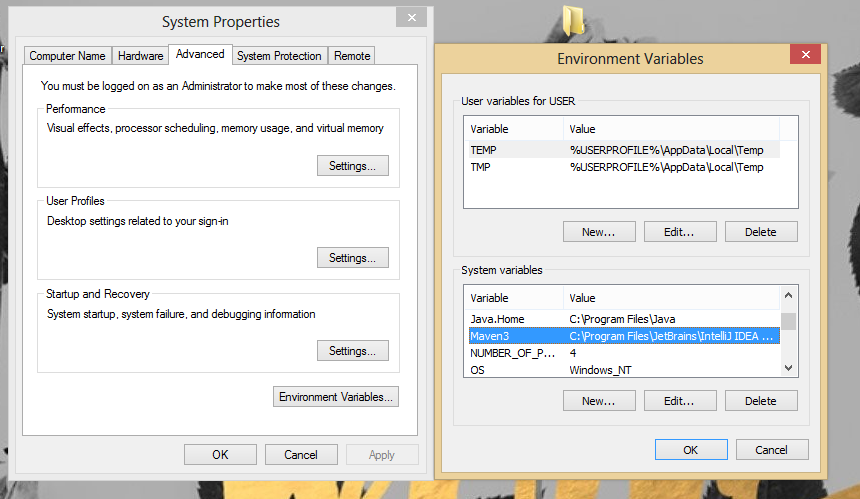 System Properties
Computer Name Hardware Advanced System Protection Remote
You must be logged on as an Administrator to make most of these changes.
Performance
Visual effects, processor scheduling, memory usage, and virtual memory
Settings...
User Profiles
Desktop settings related to your sign-in
Settings...
Startup and Recovery
System startup, system failure, and debugging information
Settings...
Environment Variables...
OK Cancel Apply
Environment Variables
User variables for USER
Variable Value
TEMP %USERPROFILE%\AppData\Local\Temp
TMP %USERPROFILE%\AppData\Local\Temp
New... Edit... Delete
System variables
Variable Value
Java.Home C:\Program Files\Java
Maven3 C:\Program Files\JetBrains\IntelliJ IDEA ...
NUMBER_OF_P... 4
OS Windows_NT
New... Edit... Delete
OK Cancel